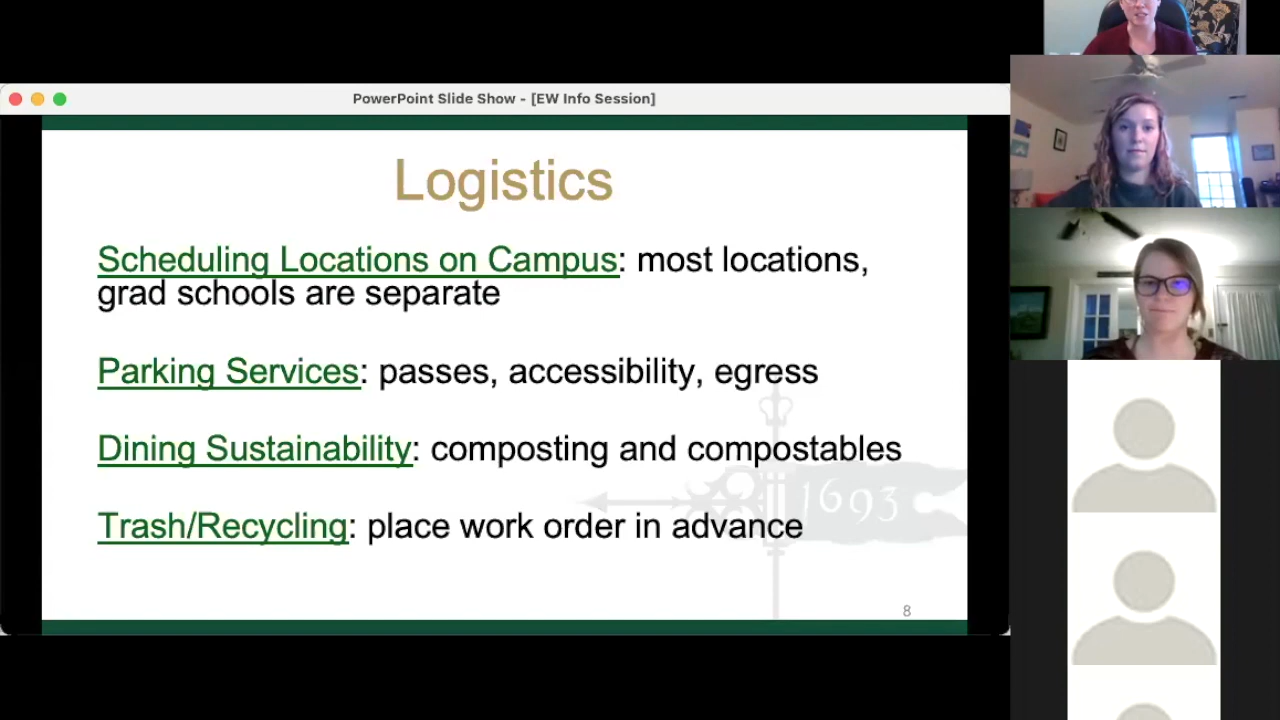 PowerPoint Slide Show - [EW Info Session]
Logistics
Scheduling Locations on Campus: most locations,
grad schools are separate
Parking Services: passes, accessibility, egress
Dining Sustainability: composting and compostables
1693
Trash/Recycling: place work order in advance
8